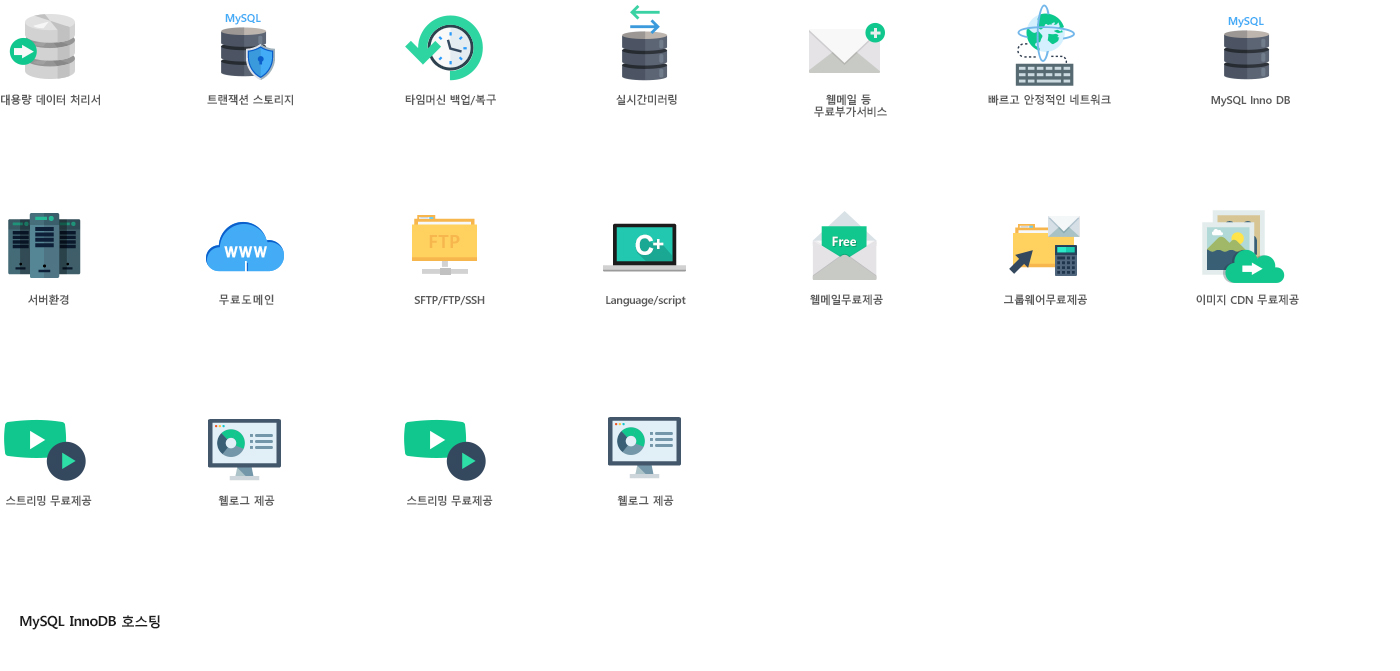 MySQL
MySQL
대용량 데이터 처리서
트랜잭션 스토리지
타임머신 백업/복구
실시간미러링
웹메일 등
무료부가서비스
빠르고 안정적인 네트워크
MySQL Inno DB
WWW
FTP
C+
Free
서버환경
무료도메인
SFTP/FTP/SSH
Language/script
웹메일무료제공
그룹웨어무료제공
이미지 CDN 무료제공
스트리밍 무료제공
웹로그 제공
스트리밍 무료제공
웹로그 제공
MySQL InnoDB 호스팅